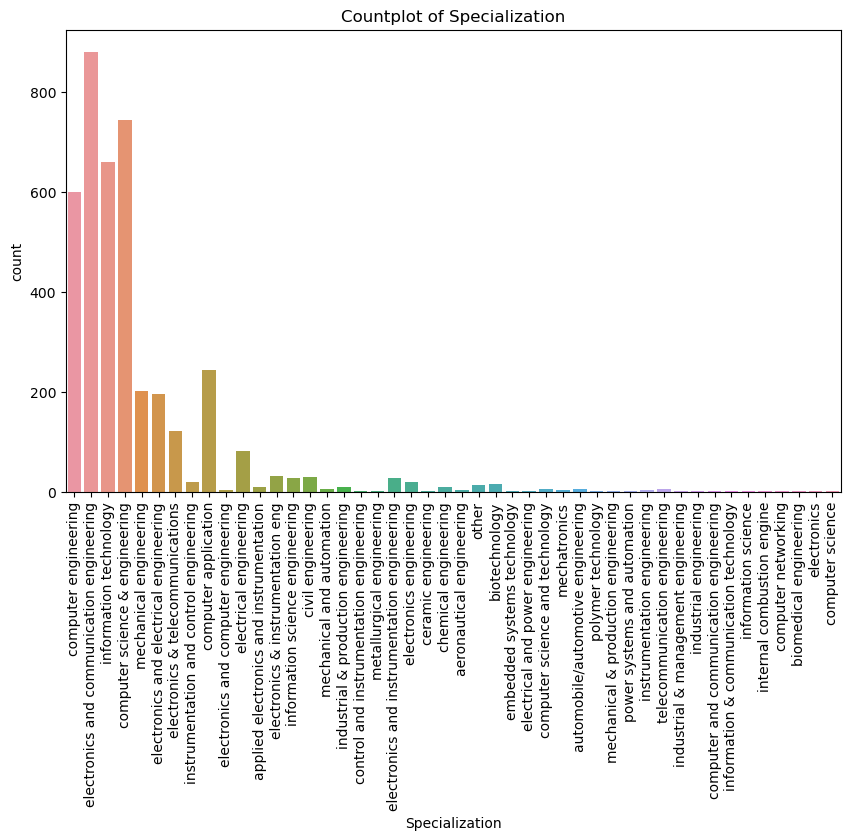 Countplot of Specialization
count
800
600
400
200
0
computer engineering
electronics and communication engineering
information technology
computer science & engineering
mechanical engineering
electronics and electrical engineering
electronics & telecommunications
instrumentation and control engineering
computer application
electronics and computer engineering
electrical engineering
applied electronics and instrumentation
electronics & instrumentation eng
information science engineering
civil engineering
mechanical and automation
industrial & production engineering
control and instrumentation engineering
metallurgical engineering
electronics and instrumentation engineering
electronics engineering
ceramic engineering
chemical engineering
aeronautical engineering
other
biotechnology
embedded systems technology
electrical and power engineering
computer science and technology
mechatronics
automobile/automotive engineering
polymer technology
mechanical & production engineering
power systems and automation
instrumentation engineering
telecommunication engineering
industrial & management engineering
industrial engineering
computer and communication engineering
information & communication technology
information science
internal combustion engine
computer networking
biomedical engineering
electronics
computer science
Specialization